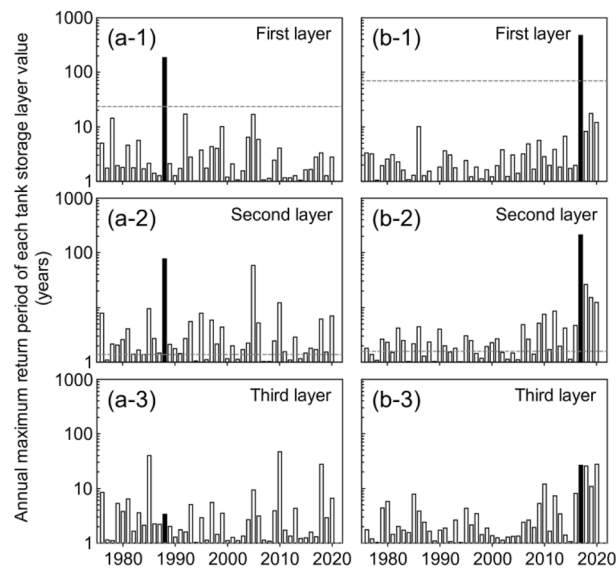 Annual maximum return period of each tank storage layer value
(years)
1000
100
10
1
(a-1)
First layer
(b-1)
First layer
1000
100
10
1
(a-2)
Second layer
(b-2)
Second layer
1000
100
10
1
(a-3)
Third layer
(b-3)
Third layer
1980 1990 2000 2010 2020
1980 1990 2000 2010 2020